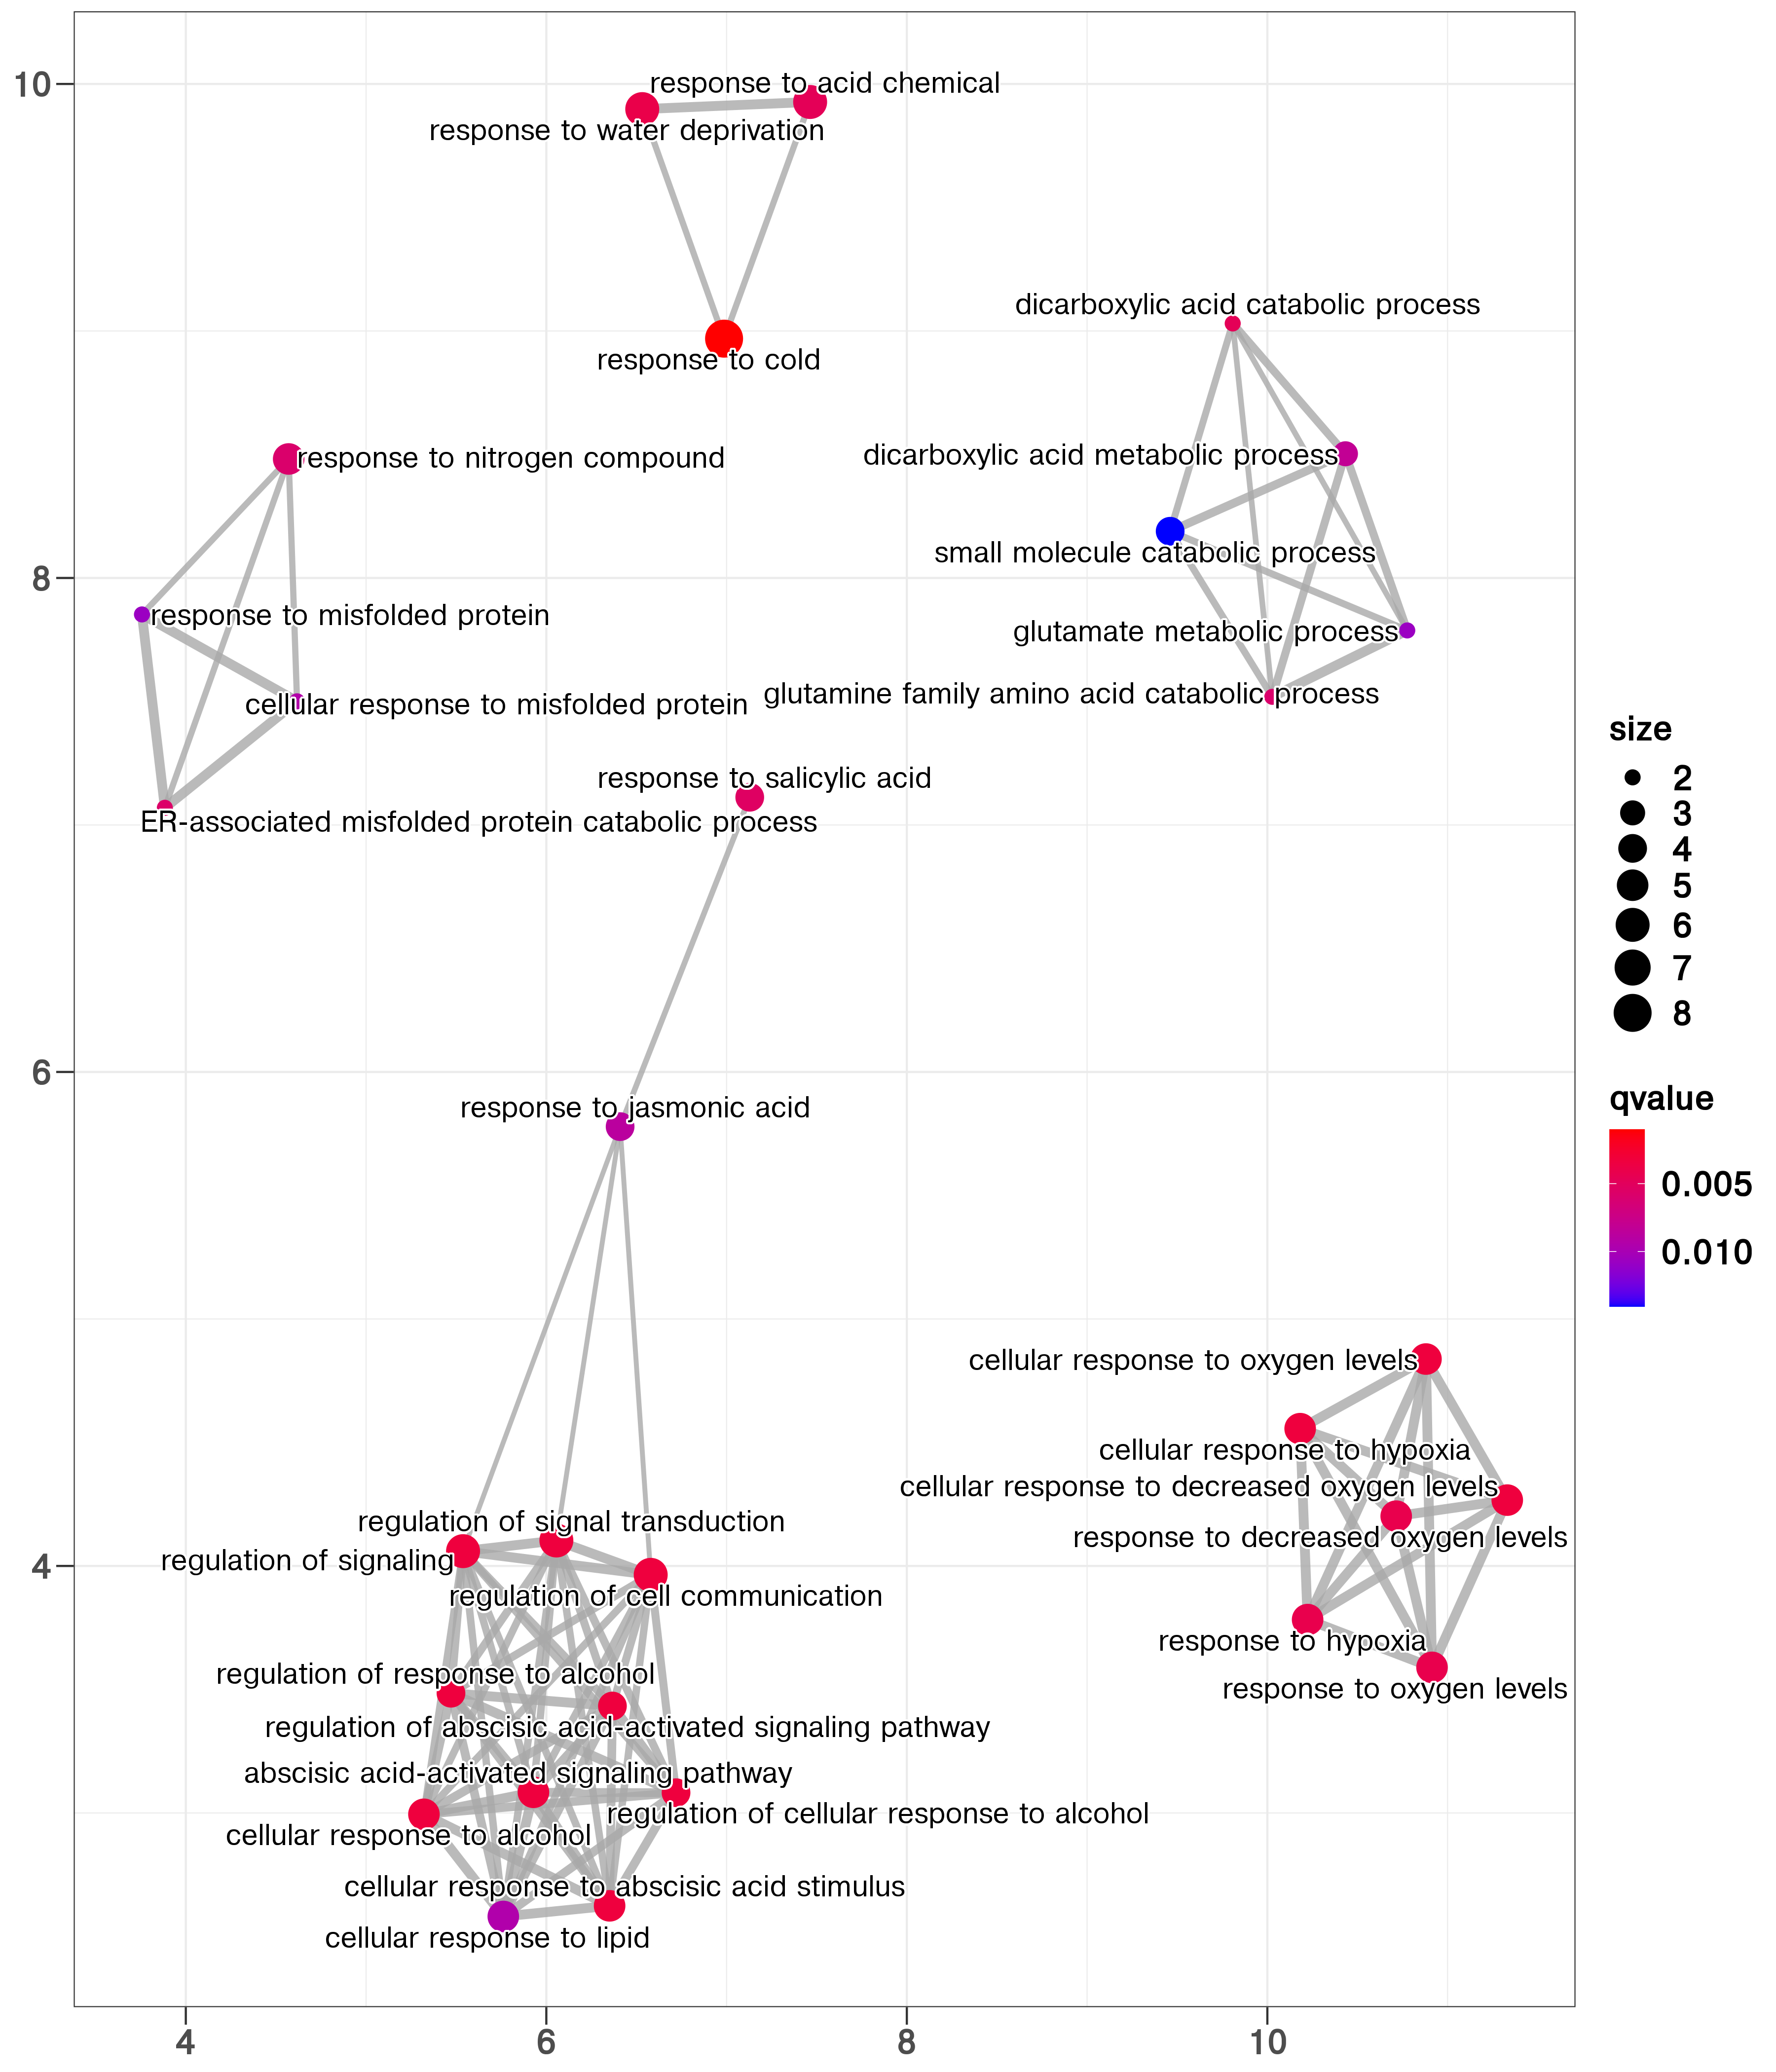 10
response to acid chemical
response to water deprivation
dicarboxylic acid catabolic process
response to cold
response to nitrogen compound
dicarboxylic acid metabolic process
small molecule catabolic process
8
response to misfolded protein
glutamate metabolic process
cellular response to misfolded protein
glutamine family amino acid catabolic process
response to salicylic acid
ER-associated misfolded protein catabolic process
6
response to jasmonic acid
cellular response to oxygen levels
cellular response to hypoxia
cellular response to decreased oxygen levels
regulation of signal transduction
response to decreased oxygen levels
regulation of signaling
4
regulation of cell communication
response to hypoxia
regulation of response to alcohol
response to oxygen levels
regulation of abscisic acid-activated signaling pathway
abscisic acid-activated signaling pathway
regulation of cellular response to alcohol
cellular response to alcohol
cellular response to abscisic acid stimulus
cellular response to lipid
4
6
8
10
size
2
3
4
5
6
7
8
qvalue
0.005
0.010